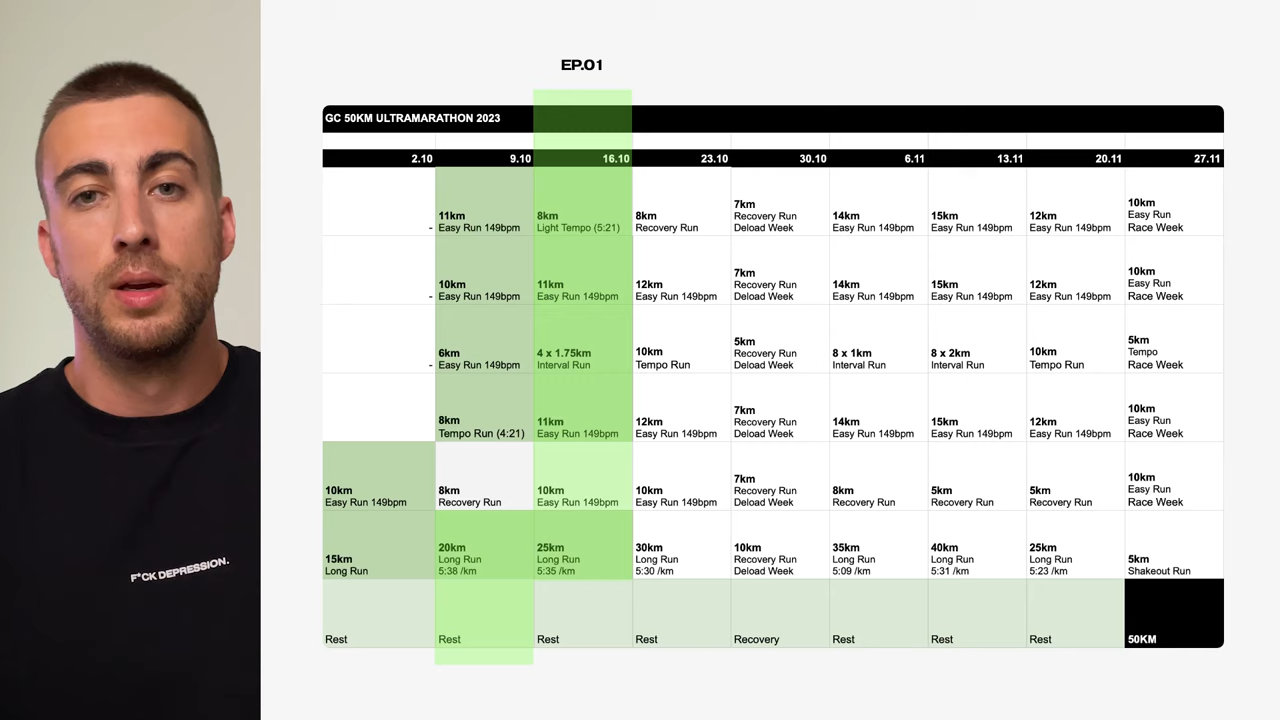 EP.01
GC 50KM ULTRAMARATHON 2023
2.10 9.10 16.10 23.10 30.10 6.11 13.11 20.11 27.11
-
11km
Easy Run 149bpm
8km
Light Tempo (5:21)
8km
Recovery Run
7km
Recovery Run
Deload Week
14km
Easy Run 149bpm
15km
Easy Run 149bpm
12km
Easy Run 149bpm
10km
Easy Run
Race Week
-
10km
Easy Run 149bpm
11km
Easy Run 149bpm
12km
Easy Run 149bpm
7km
Recovery Run
Deload Week
14km
Easy Run 149bpm
15km
Easy Run 149bpm
12km
Easy Run 149bpm
10km
Easy Run
Race Week
-
6km
Easy Run 149bpm
4 x 1.75km
Interval Run
10km
Tempo Run
5km
Recovery Run
Deload Week
8 x 1km
Interval Run
8 x 2km
Interval Run
10km
Tempo Run
5km
Tempo
Race Week
8km
Tempo Run (4:21)
11km
Easy Run 149bpm
12km
Easy Run 149bpm
7km
Recovery Run
Deload Week
14km
Easy Run 149bpm
15km
Easy Run 149bpm
12km
Easy Run 149bpm
10km
Easy Run
Race Week
10km
Easy Run 149bpm
8km
Recovery Run
10km
Easy Run 149bpm
10km
Easy Run 149bpm
7km
Recovery Run
Deload Week
8km
Recovery Run
5km
Recovery Run
5km
Recovery Run
10km
Easy Run
Race Week
15km
Long Run
20km
Long Run
5:38 /km
25km
Long Run
5:35 /km
30km
Long Run
5:30 /km
10km
Recovery Run
Deload Week
35km
Long Run
5:09 /km
40km
Long Run
5:31 /km
25km
Long Run
5:23 /km
5km
Shakeout Run
Rest
Rest
Rest
Rest
Recovery
Rest
Rest
Rest
50KM
F*CK DEPRESSION.